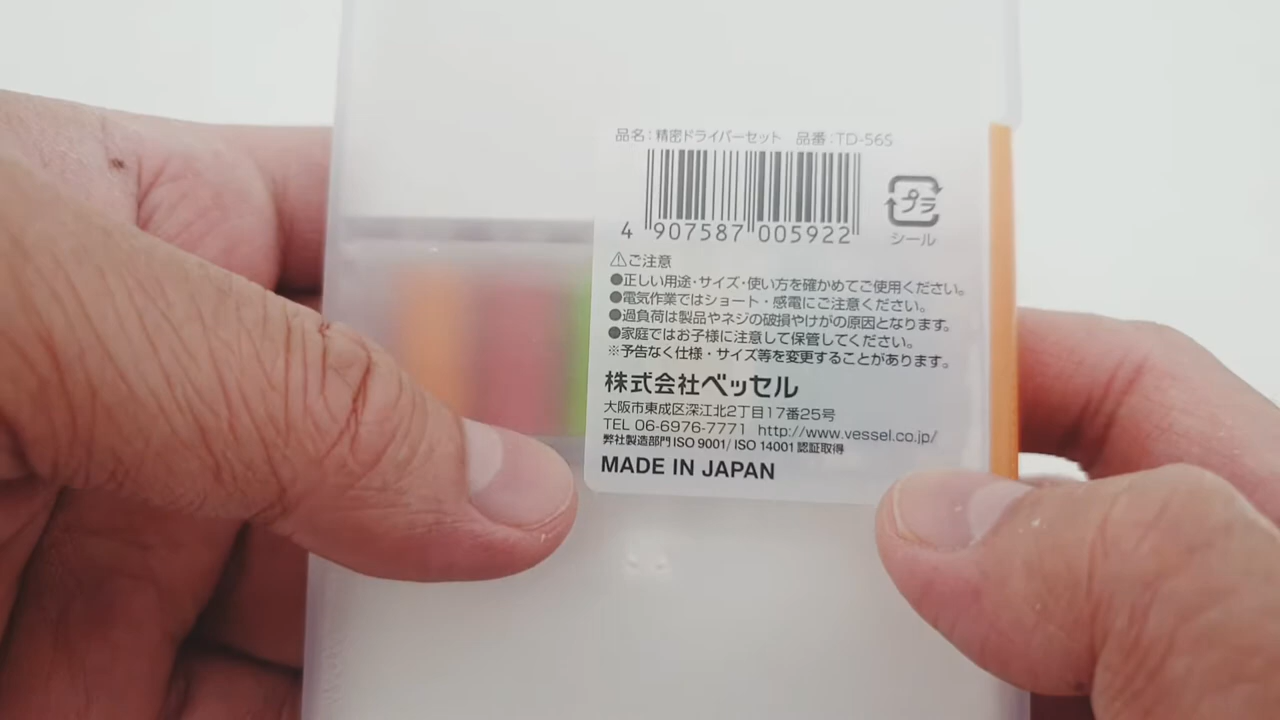 品名：精密ドライバーセット 品番：TD-56S
4 907587 005922
プラ
シール
⚠ご注意
●正しい用途・サイズ・使い方を確かめてご使用ください。
●電気作業ではショート・感電にご注意ください。
●過負荷は製品やネジの破損やけがの原因となります。
●家庭ではお子様に注意して保管してください。
※予告なく仕様・サイズ等を変更することがあります。
株式会社ベッセル
大阪市東成区深江北2丁目17番25号
TEL 06-6976-7771 http://www.vessel.co.jp/
弊社製造部門 ISO 9001/ ISO 14001 認証取得
MADE IN JAPAN